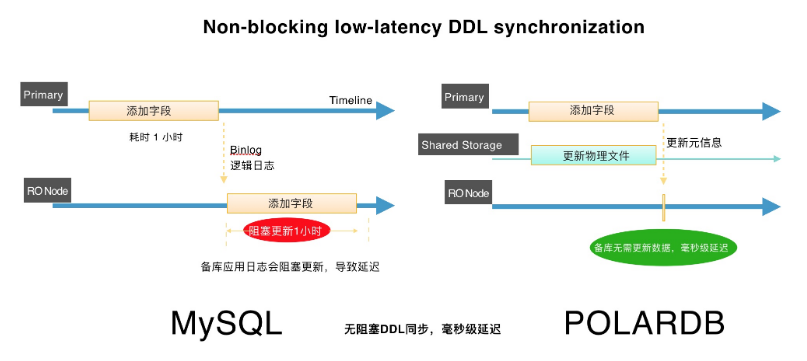 Non-blocking low-latency DDL synchronization
Primary
添加字段
Timeline
耗时 1 小时
Binlog
逻辑日志
RO Node
添加字段
阻塞更新1小时
备库应用日志会阻塞更新，导致延迟
MySQL
Primary
添加字段
Shared Storage
更新物理文件
更新元信息
RO Node
备库无需更新数据，毫秒级延迟
POLARDB
无阻塞DDL同步，毫秒级延迟